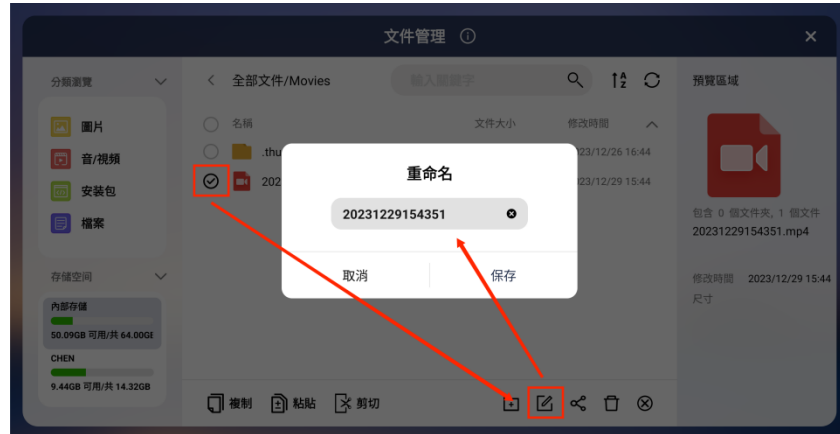 文件管理
分類瀏覽
圖片
音/視頻
安装包
檔案
存儲空间
內部存儲
50.09GB 可用/共 64.00GE
CHEN
9.44GB 可用/共 14.32GB
全部文件/Movies
輸入關鍵字
名稱
文件大小
修改時間
.thu
023/12/26 16:44
202
023/12/29 15:44
重命名
20231229154351
取消
保存
複制
粘貼
剪切
預覽區域
包含 0 個文件夾, 1 個文件
20231229154351.mp4
修改時間 2023/12/29 15:44
尺寸